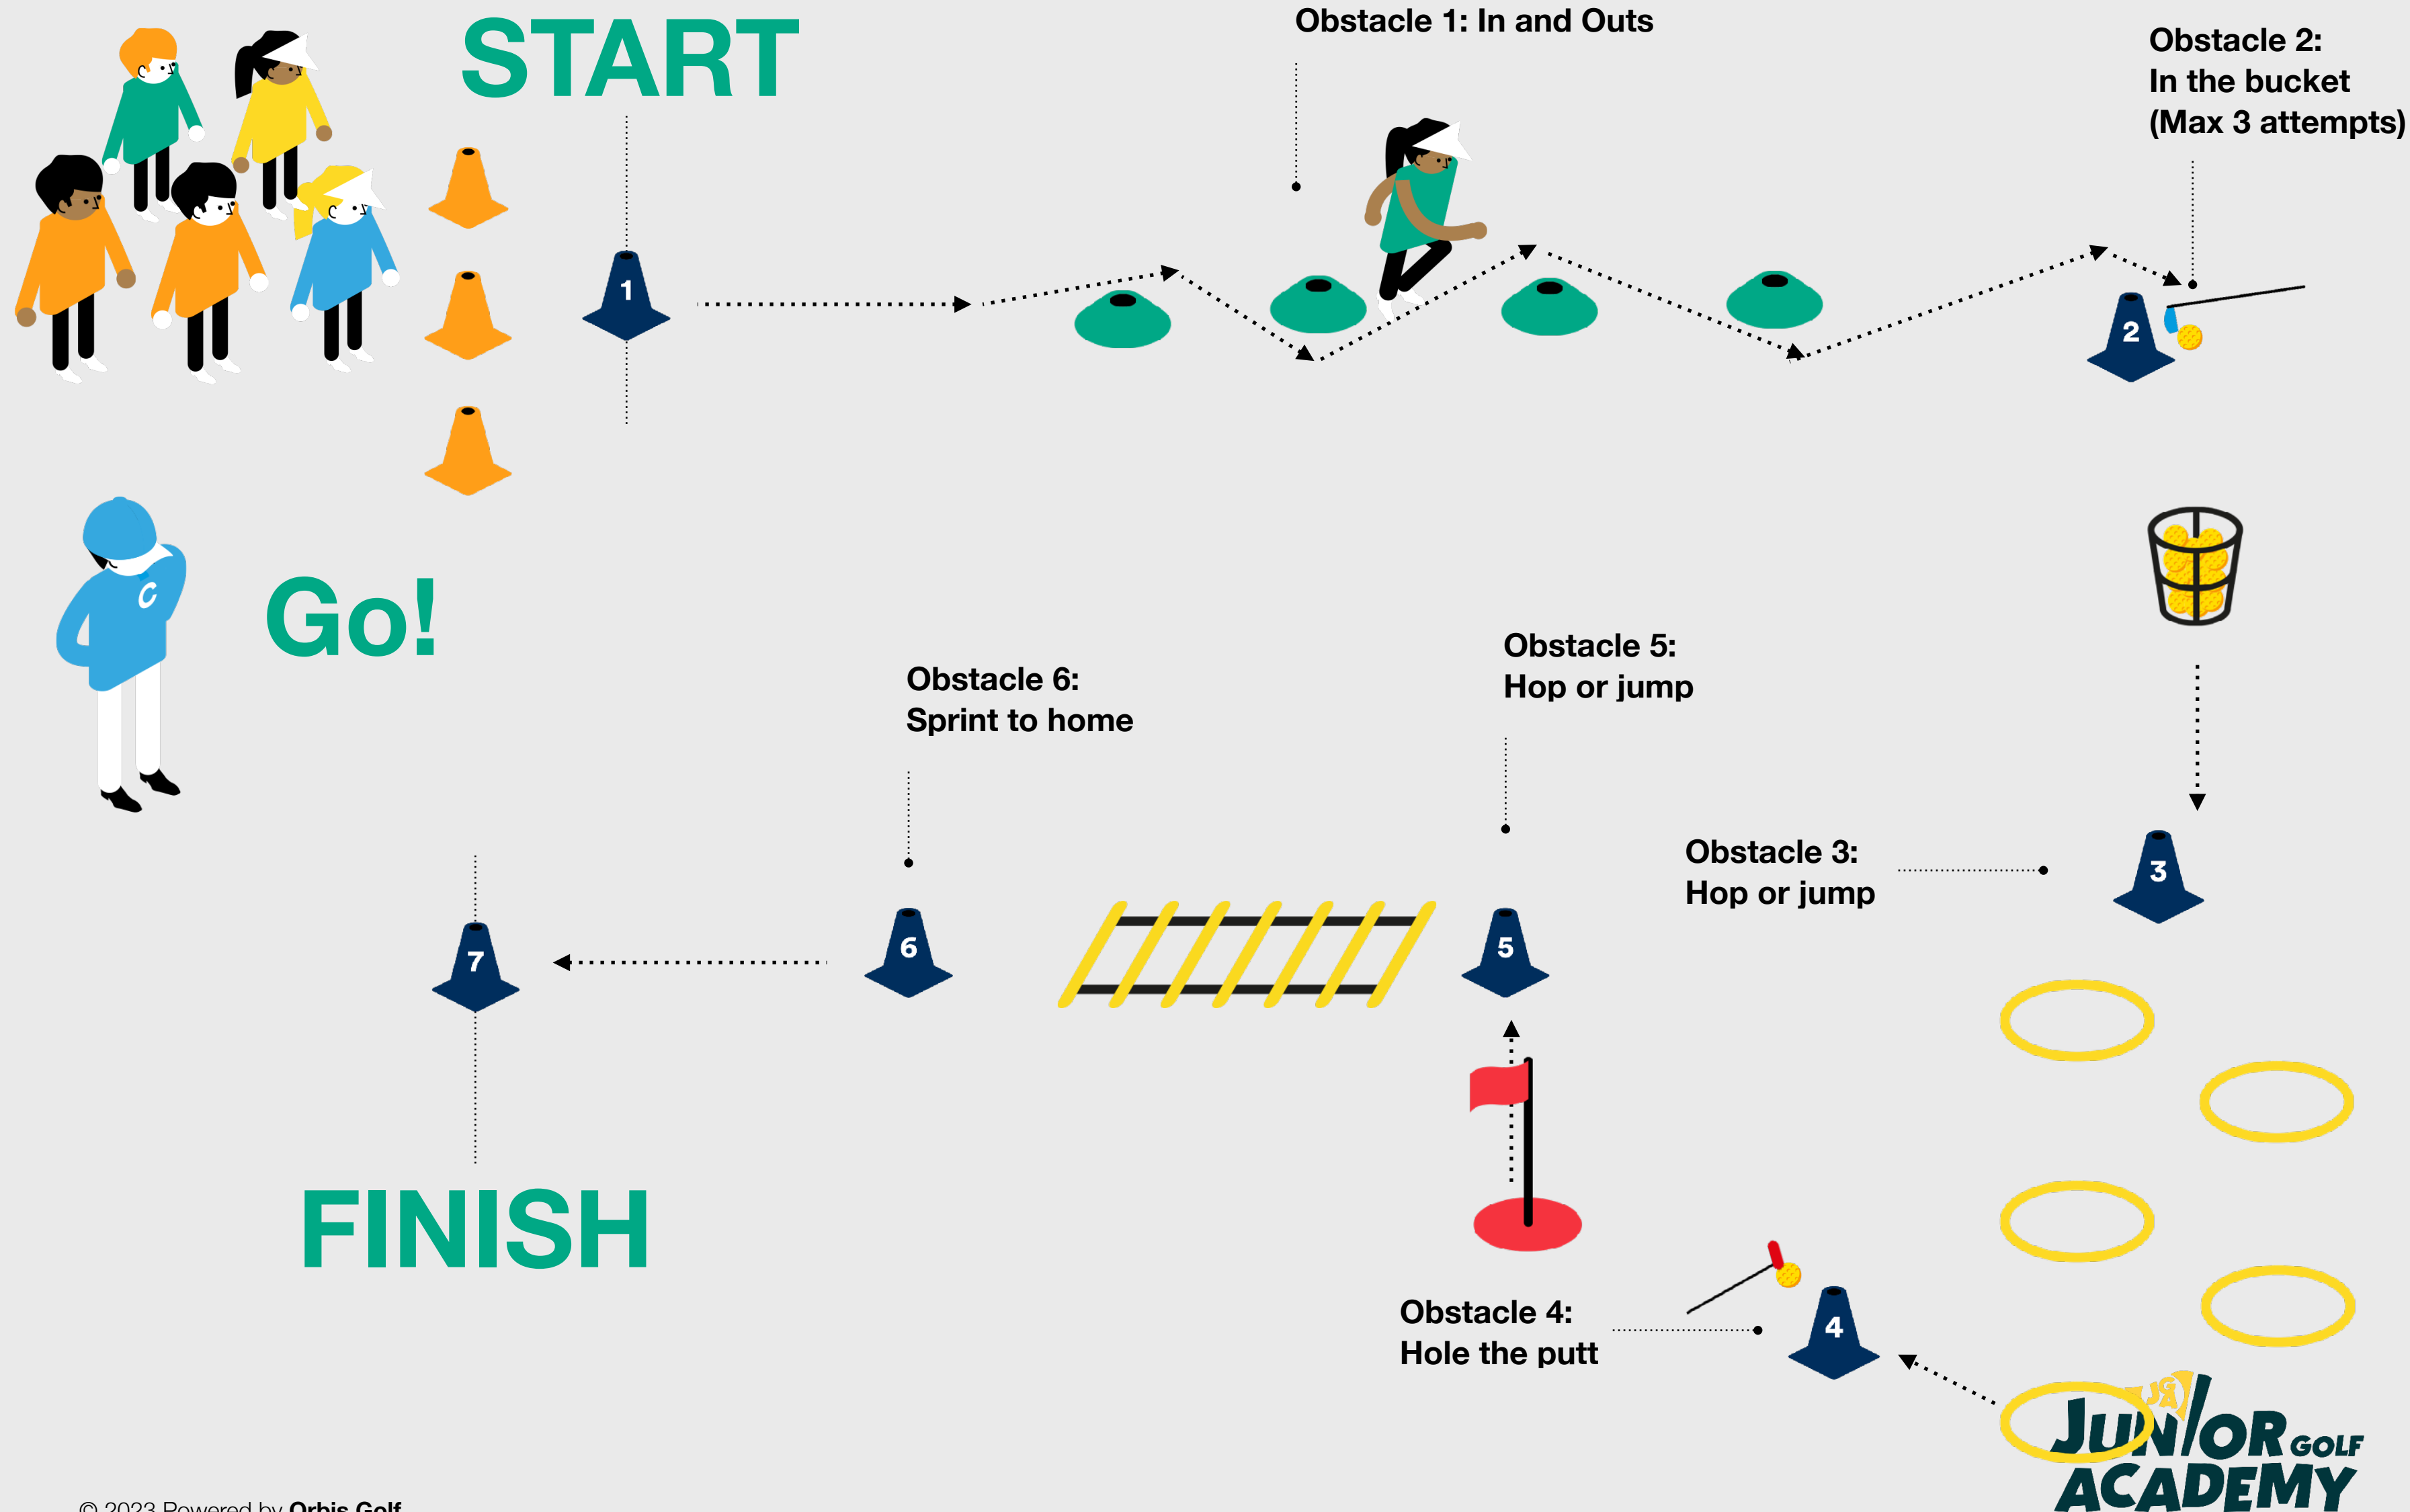 START
Obstacle 1: In and Outs
Obstacle 2:
In the bucket
(Max 3 attempts)
1
2
C
Go!
Obstacle 5:
Hop or jump
Obstacle 6:
Sprint to home
Obstacle 3:
Hop or jump
3
7
6
5
FINISH
Obstacle 4:
Hole the putt
4
JGA
JUNIOR GOLF
ACADEMY
© 2023 Powered by Orbis Golf